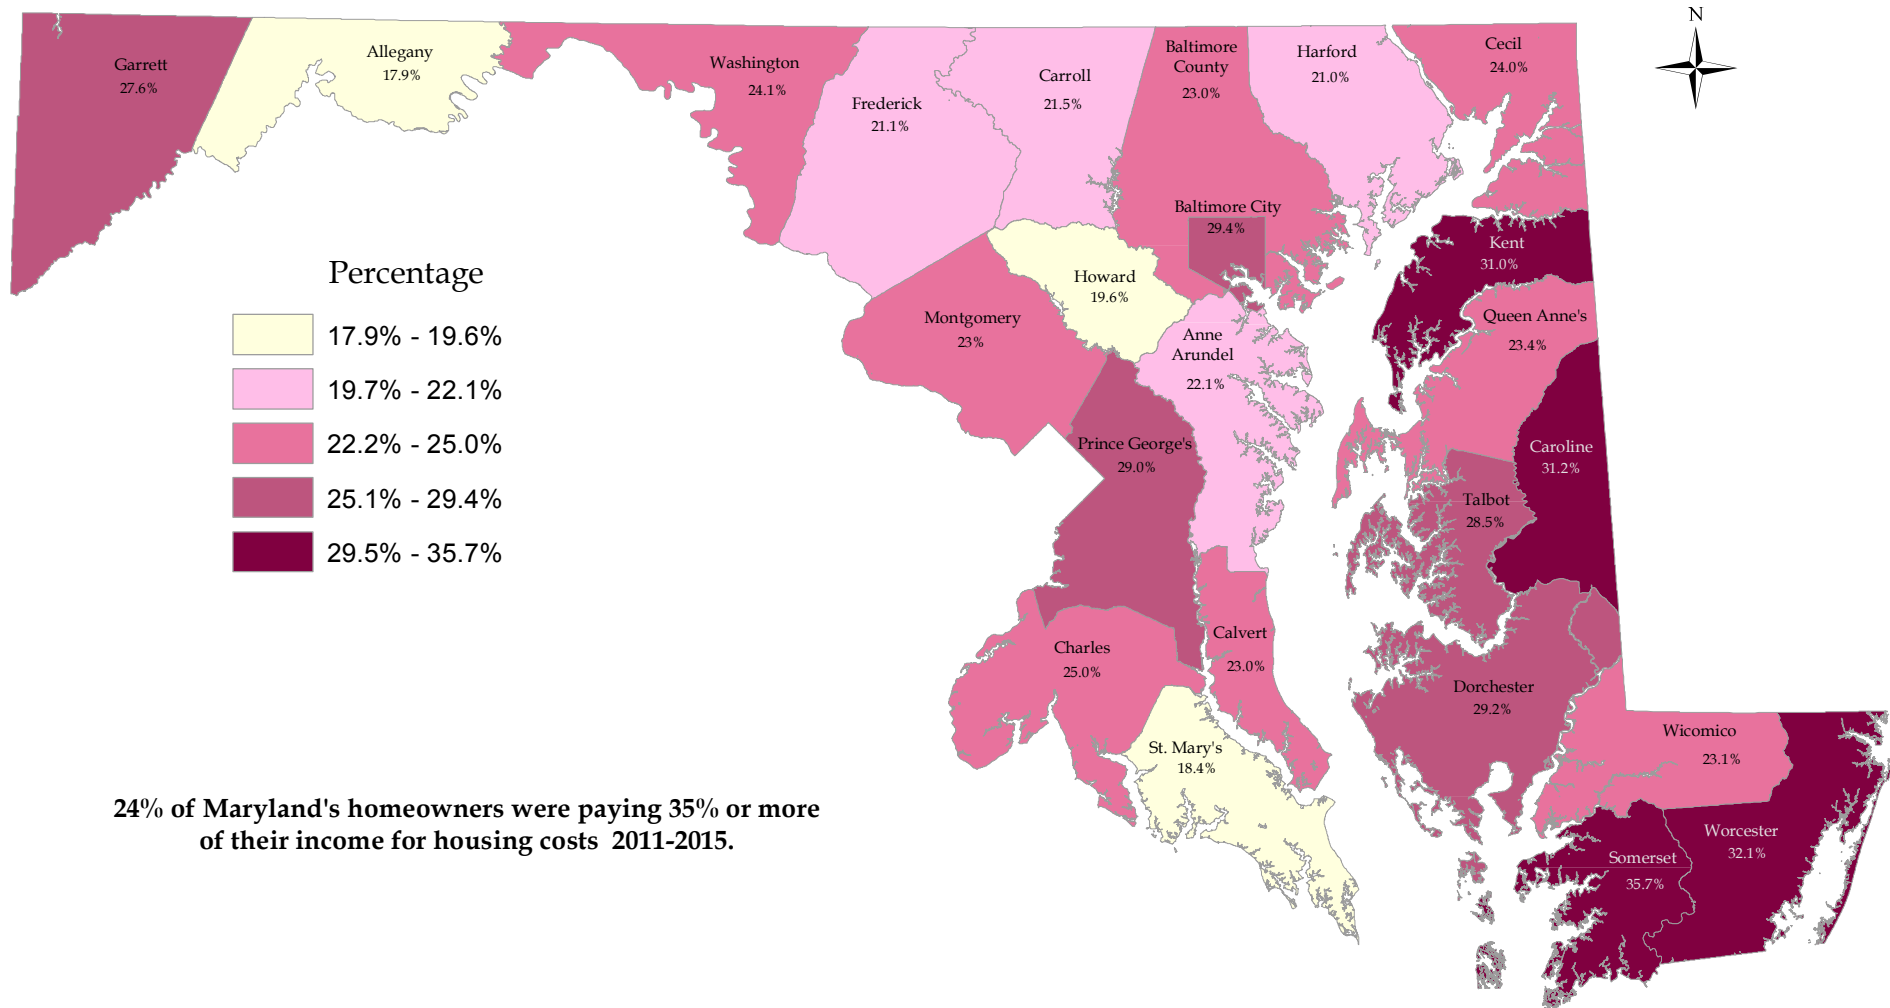 N
Garrett
27.6%
Allegany
17.9%
Washington
24.1%
Frederick
21.1%
Carroll
21.5%
Baltimore
County
23.0%
Harford
21.0%
Cecil
24.0%
Baltimore City
29.4%
Kent
31.0%
Howard
19.6%
Montgomery
23%
Anne
Arundel
22.1%
Queen Anne's
23.4%
Prince George's
29.0%
Caroline
31.2%
Talbot
28.5%
Charles
25.0%
Calvert
23.0%
Dorchester
29.2%
St. Mary's
18.4%
Wicomico
23.1%
Worcester
32.1%
Somerset
35.7%
Percentage
17.9% - 19.6%
19.7% - 22.1%
22.2% - 25.0%
25.1% - 29.4%
29.5% - 35.7%
24% of Maryland's homeowners were paying 35% or more
of their income for housing costs 2011-2015.